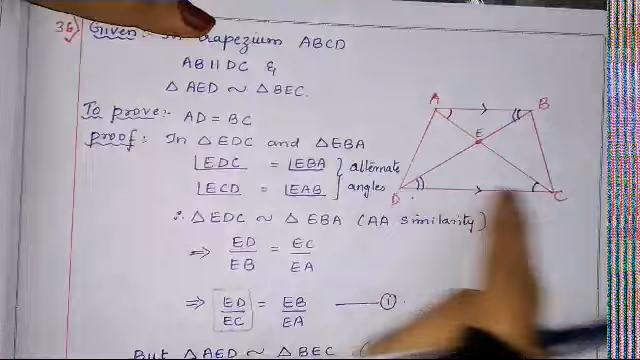 36) Given:- In trapezium ABCD
AB || DC &
△ AED ~ △ BEC.
To prove:- AD = BC
proof: In △EDC and △EBA
∠EDC = ∠EBA } alternate
∠ECD = ∠EAB } angles
∴ △EDC ~ △EBA (AA similarity)
⇒ ED/EB = EC/EA
⇒ ED/EC = EB/EA —— ①.
But △AED ~ △BEC (
A
B
E
D
C